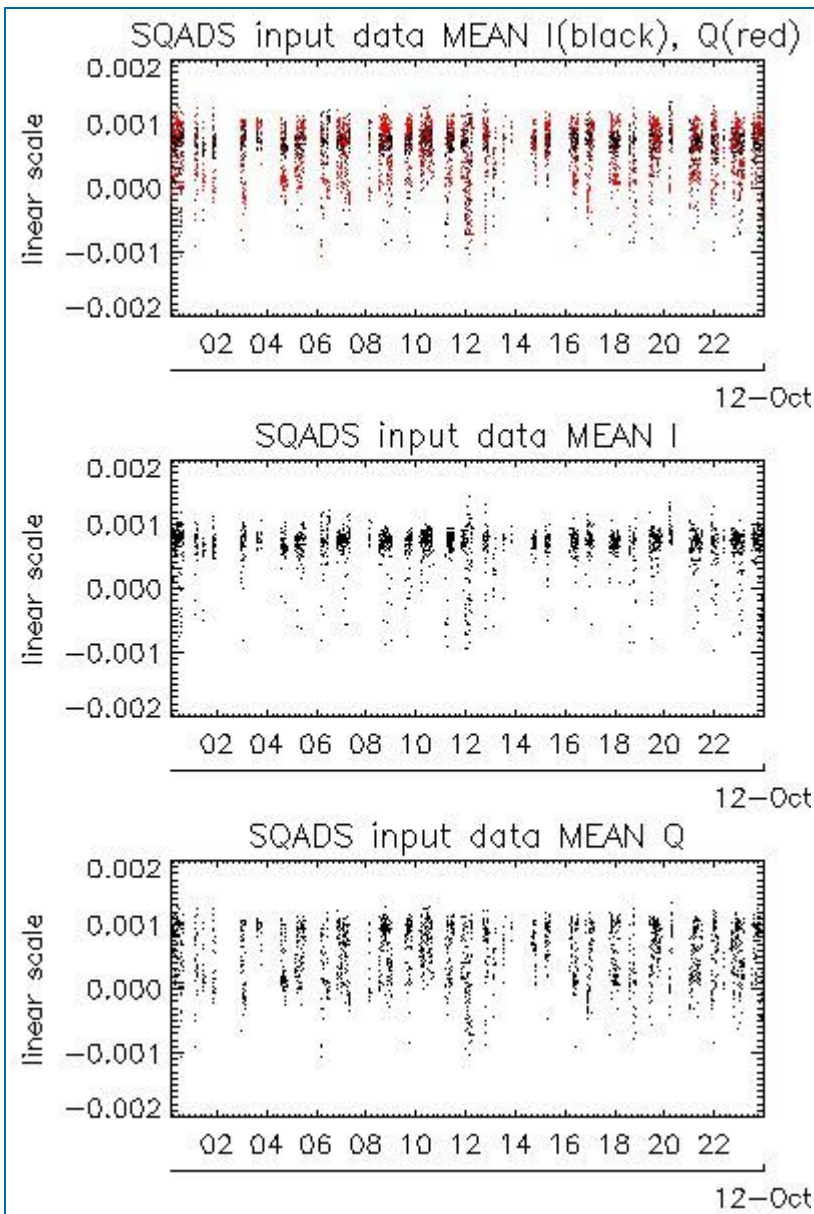 SQADS input data MEAN I(black), Q(red)
linear scale
0.002
0.001
0.000
−0.001
−0.002
02 04 06 08 10 12 14 16 18 20 22
12−Oct
SQADS input data MEAN I
linear scale
0.002
0.001
0.000
−0.001
−0.002
02 04 06 08 10 12 14 16 18 20 22
12−Oct
SQADS input data MEAN Q
linear scale
0.002
0.001
0.000
−0.001
−0.002
02 04 06 08 10 12 14 16 18 20 22
12−Oct